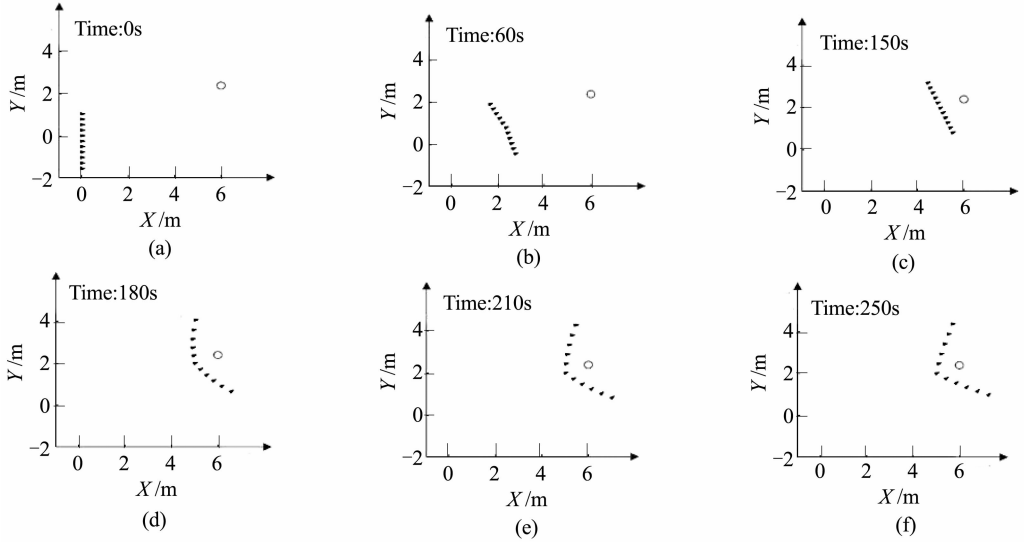 Time:0s
4
2
0
−2
Y/m
0 2 4 6
X/m
(a)
Time:60s
4
2
0
−2
Y/m
0 2 4 6
X/m
(b)
Time:150s
4
2
0
−2
Y/m
0 2 4 6
X/m
(c)
Time:180s
4
2
0
−2
Y/m
0 2 4 6
X/m
(d)
Time:210s
4
2
0
−2
Y/m
0 2 4 6
X/m
(e)
Time:250s
4
2
0
−2
Y/m
0 2 4 6
X/m
(f)